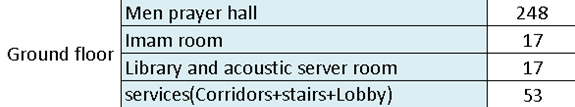 Men prayer hall 248
Imam room 17
Ground floor
Library and acoustic server room 17
services(Corridors+stairs+Lobby) 53